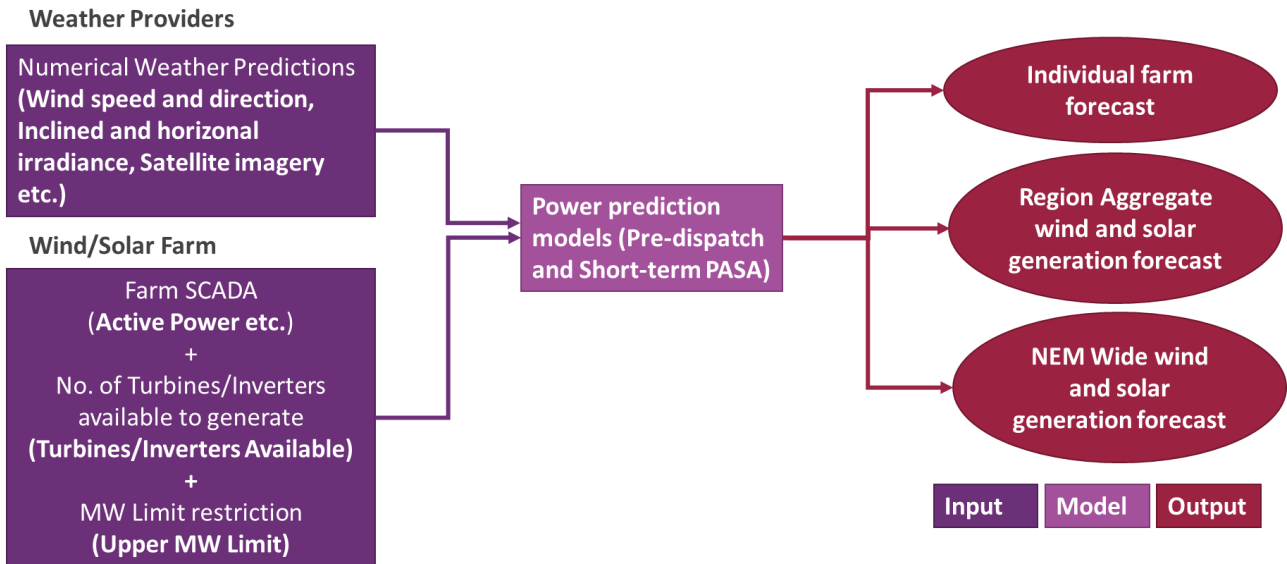 Weather Providers
Numerical Weather Predictions
(Wind speed and direction,
Inclined and horizonal
irradiance, Satellite imagery
etc.)
Wind/Solar Farm
Farm SCADA
(Active Power etc.)
+
No. of Turbines/Inverters
available to generate
(Turbines/Inverters Available)
+
MW Limit restriction
(Upper MW Limit)
Power prediction
models (Pre-dispatch
and Short-term PASA)
Individual farm
forecast
Region Aggregate
wind and solar
generation forecast
NEM Wide wind
and solar
generation forecast
Input
Model
Output